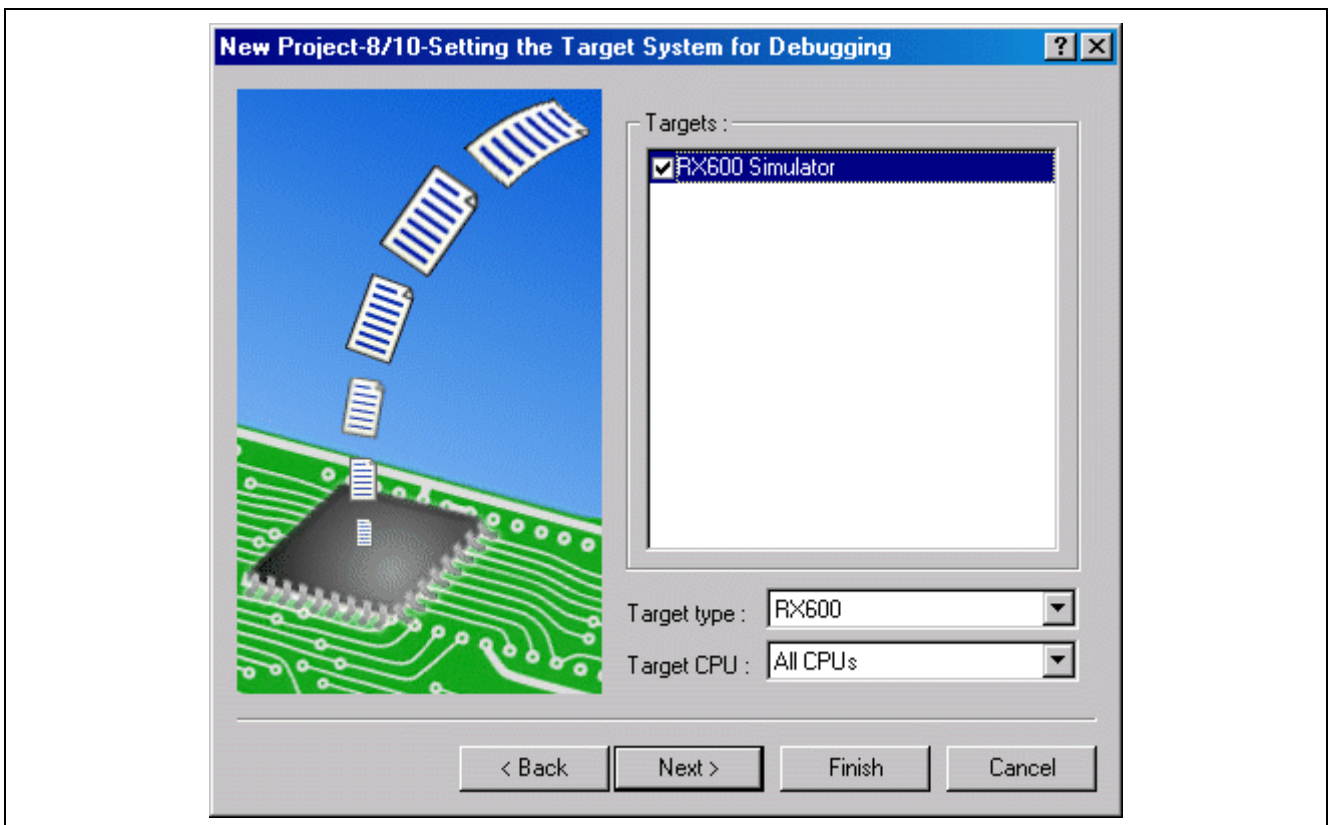 New Project-8/10-Setting the Target System for Debugging
Targets :
RX600 Simulator
Target type : RX600
Target CPU : All CPUs
< Back Next > Finish Cancel